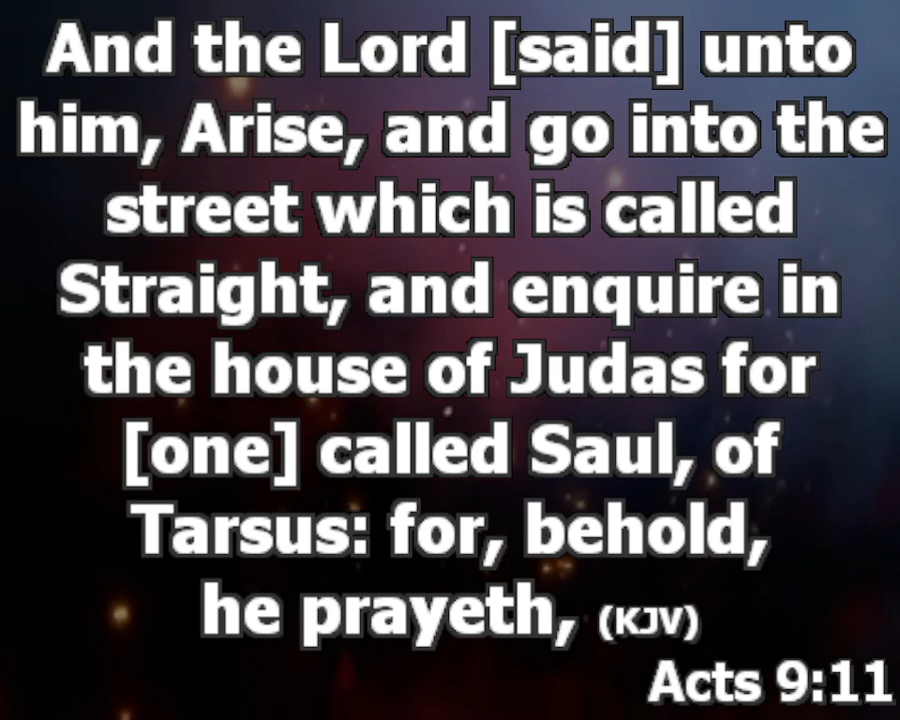 And the Lord [said] unto
him, Arise, and go into the
street which is called
Straight, and enquire in
the house of Judas for
[one] called Saul, of
Tarsus: for, behold,
he prayeth, (KJV)
Acts 9:11